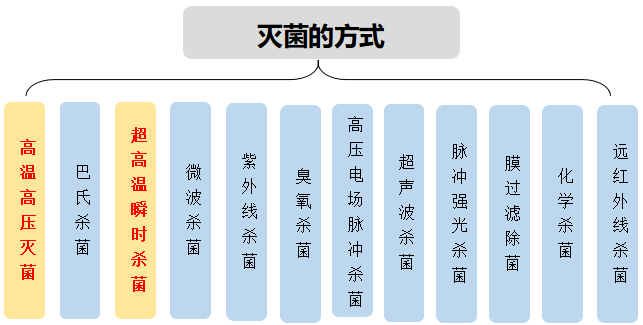 灭菌的方式
高温高压灭菌
巴氏杀菌
超高温瞬时杀菌
微波杀菌
紫外线杀菌
臭氧杀菌
高压电场脉冲杀菌
超声波杀菌
脉冲强光杀菌
膜过滤除菌
化学杀菌
远红外线杀菌